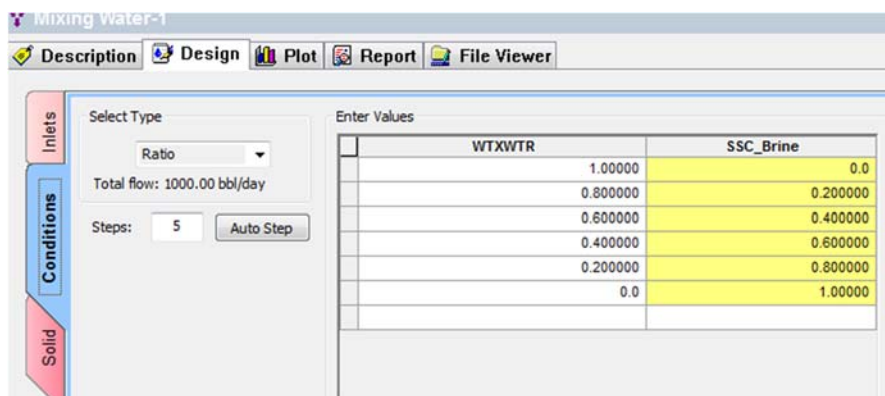 Mixing Water-1
Description Design Plot Report File Viewer
Inlets
Conditions
Solid
Select Type
Ratio
Total flow: 1000.00 bbl/day
Steps: 5 Auto Step
Enter Values
WTXWTR SSC_Brine
1.00000 0.0
0.800000 0.200000
0.600000 0.400000
0.400000 0.600000
0.200000 0.800000
0.0 1.00000